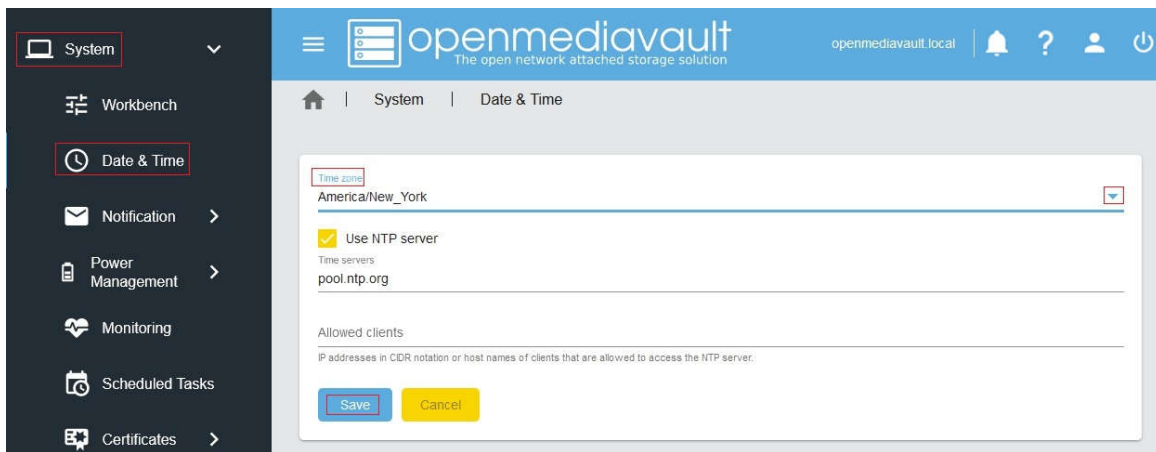 System
Workbench
Date & Time
Notification
Power
Management
Monitoring
Scheduled Tasks
Certificates
openmediavault
The open network attached storage solution
openmediavault.local
?
| System | Date & Time
Time zone
America/New_York
Use NTP server
Time servers
pool.ntp.org
Allowed clients
IP addresses in CIDR notation or host names of clients that are allowed to access the NTP server.
Save Cancel